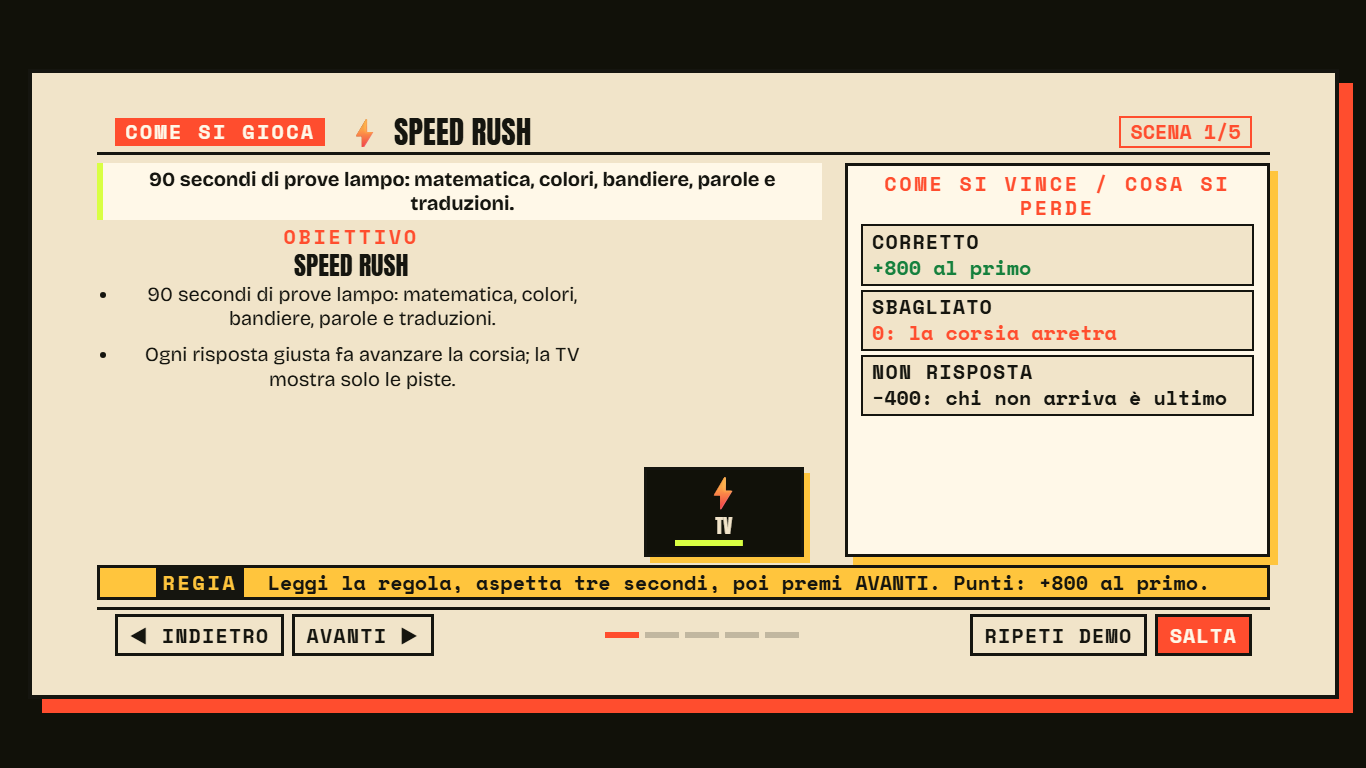 COME SI GIOCA
SPEED RUSH
SCENA 1/5
90 secondi di prove lampo: matematica, colori, bandiere, parole e
traduzioni.
OBIETTIVO
SPEED RUSH
• 90 secondi di prove lampo: matematica, colori,
bandiere, parole e traduzioni.
• Ogni risposta giusta fa avanzare la corsia; la TV
mostra solo le piste.
TV
COME SI VINCE / COSA SI
PERDE
CORRETTO
+800 al primo
SBAGLIATO
0: la corsia arretra
NON RISPOSTA
−400: chi non arriva è ultimo
REGIA Leggi la regola, aspetta tre secondi, poi premi AVANTI. Punti: +800 al primo.
◀ INDIETRO
AVANTI ▶
RIPETI DEMO
SALTA